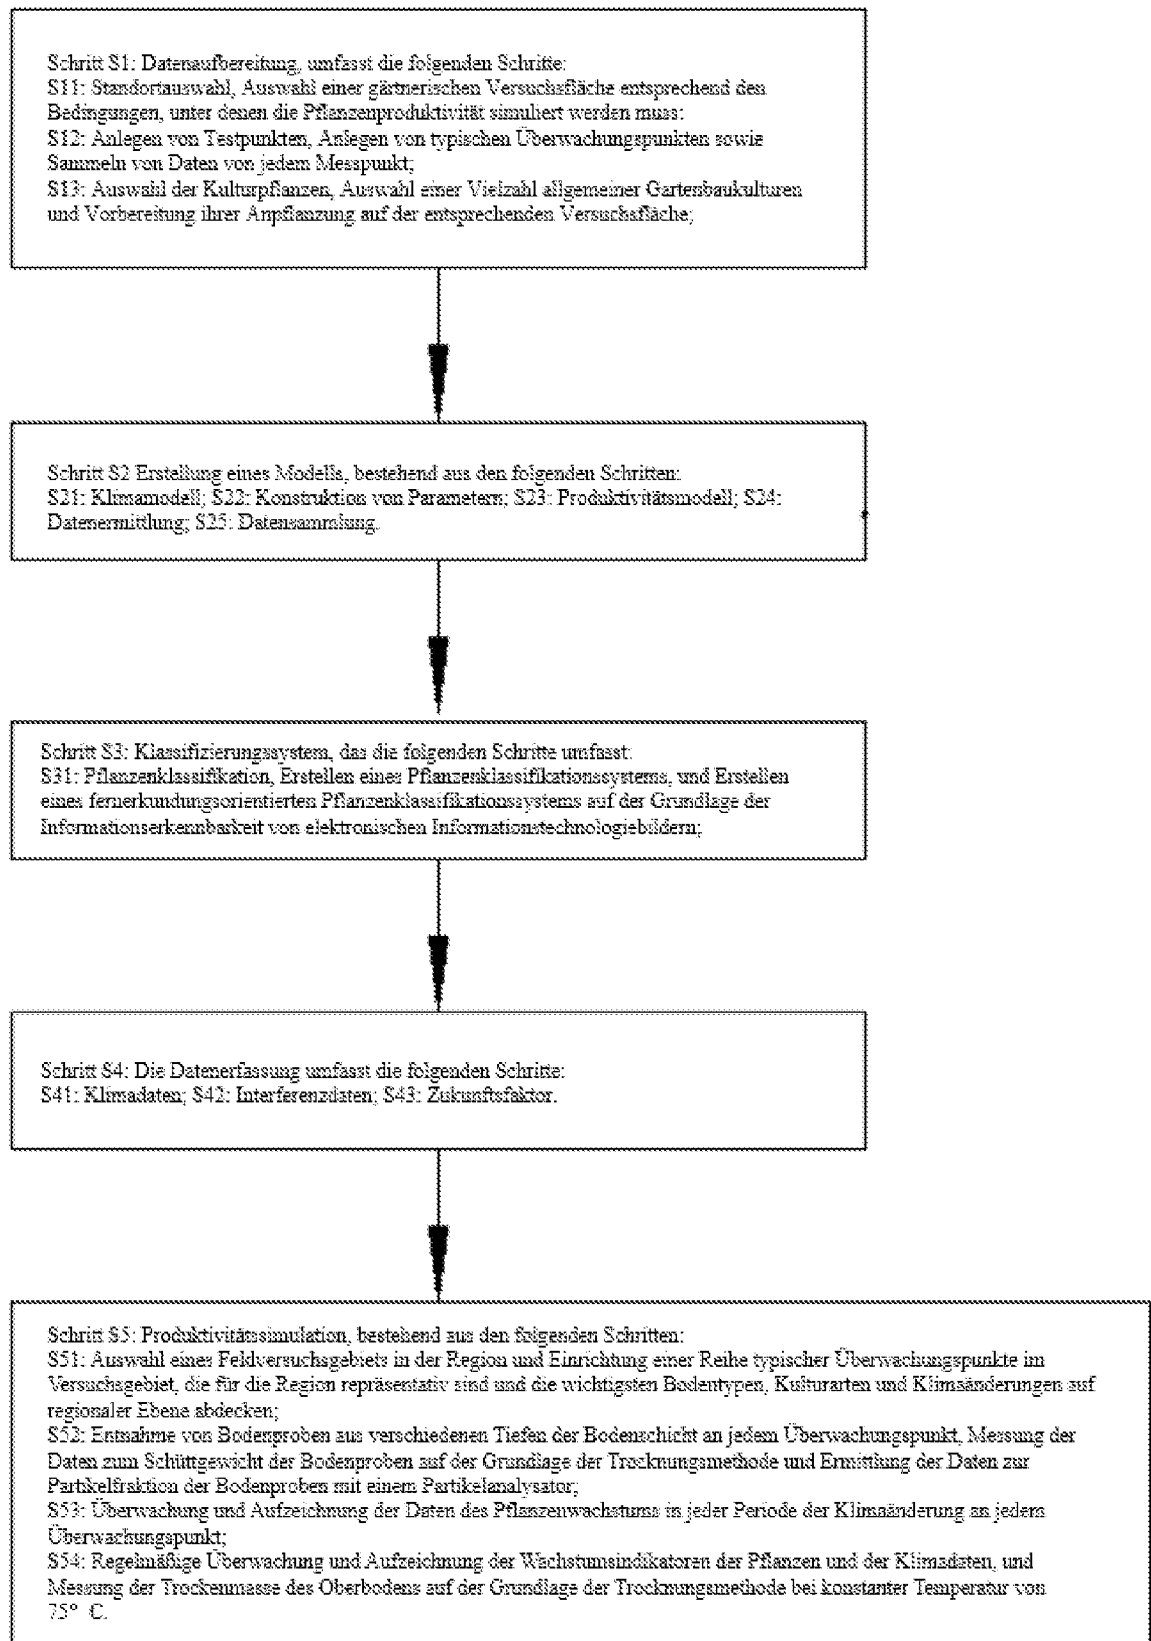 Schritt S1: Datenaufbereitung, umfasst die folgenden Schritte:
S11: Standortauswahl, Auswahl einer gärtnerischen Versuchsfläche entsprechend den
Bedingungen, unter denen die Pflanzenproduktivität simuliert werden muss:
S12: Anlegen von Testpunkten, Anlegen von typischen Überwachungspunkten sowie
Sammeln von Daten von jedem Messpunkt;
S13: Auswahl der Kulturpflanzen, Auswahl einer Vielzahl allgemeiner Gartenbaukulturen
und Vorbereitung ihrer Anpflanzung auf der entsprechenden Versuchsfläche;
Schritt S2 Erstellung eines Modells, bestehend aus den folgenden Schritten:
S21: Klimamodell; S22: Konstruktion von Parametern; S23: Produktivitätsmodell; S24:
Datenermittlung; S25: Datensammlung.
Schritt S3: Klassifizierungssystem, das die folgenden Schritte umfasst:
S31: Pflanzenklassifikation, Erstellen eines Pflanzenklassifikationssystems, und Erstellen
eines fernerkundungsorientierten Pflanzenklassifikationssystems auf der Grundlage der
Informationserkennbarkeit von elektronischen Informationstechnologiebildern;
Schritt S4: Die Datenerfassung umfasst die folgenden Schritte:
S41: Klimadaten; S42: Interferenzdaten; S43: Zukunftsfaktor.
Schritt S5: Produktivitätssimulation, bestehend aus den folgenden Schritten:
S51: Auswahl eines Feldversuchsgebiets in der Region und Einrichtung einer Reihe typischer Überwachungspunkte im
Versuchsgebiet, die für die Region repräsentativ sind und die wichtigsten Bodentypen, Kulturarten und Klimaänderungen auf
regionaler Ebene abdecken;
S52: Entnahme von Bodenproben aus verschiedenen Tiefen der Bodenschicht an jedem Überwachungspunkt, Messung der
Daten zum Schüttgewicht der Bodenproben auf der Grundlage der Trocknungsmethode und Ermittlung der Daten zur
Partikelfraktion der Bodenproben mit einem Partikelanalysator;
S53: Überwachung und Aufzeichnung der Daten des Pflanzenwachstums in jeder Periode der Klimaänderung an jedem
Überwachungspunkt;
S54: Regelmäßige Überwachung und Aufzeichnung der Wachstumsindikatoren der Pflanzen und der Klimadaten, und
Messung der Trockenmasse des Oberbodens auf der Grundlage der Trocknungsmethode bei konstanter Temperatur von
75° C.